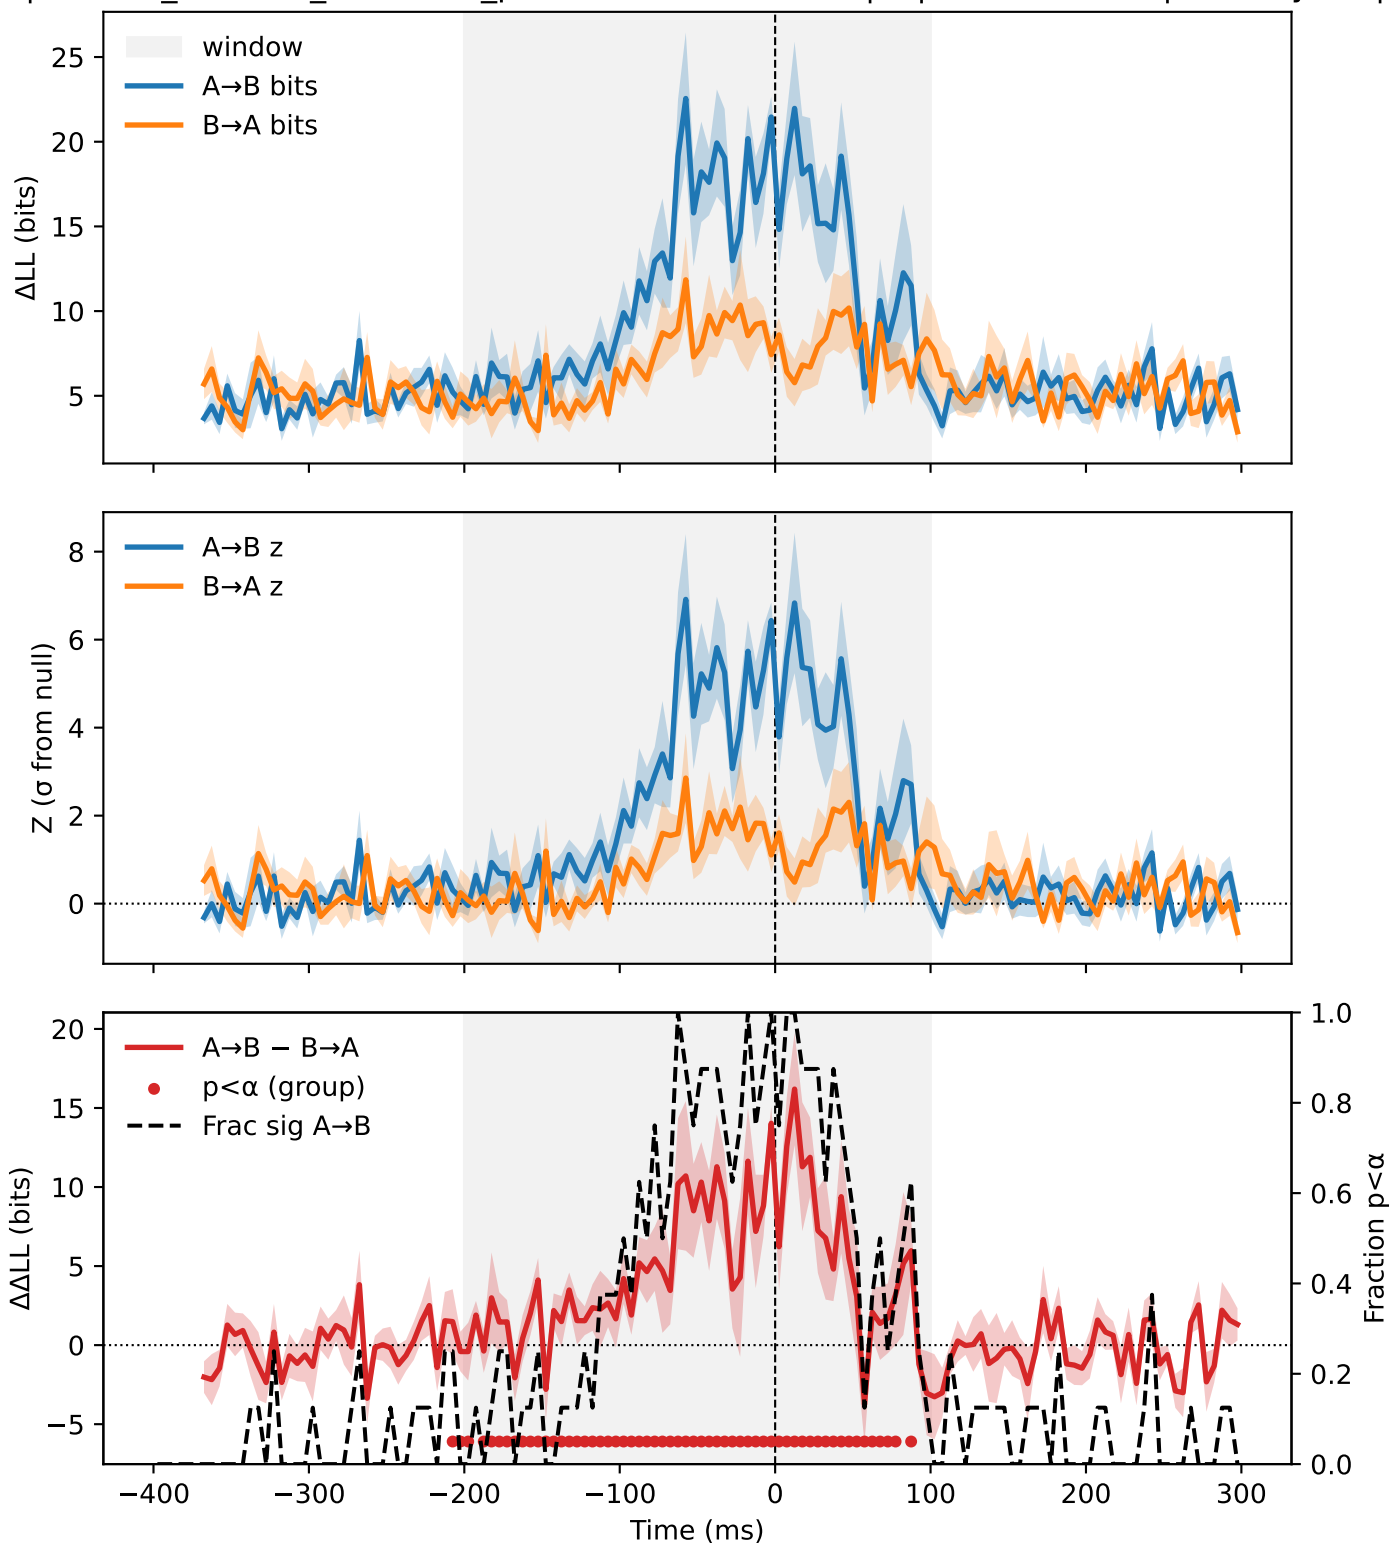 window
A→B bits
B→A bits
25
20
15
10
5
ΔLL (bits)
A→B z
B→A z
8
6
4
2
0
Z (σ from null)
A→B − B→A
p<α (group)
Frac sig A→B
20
15
10
5
0
−5
ΔΔLL (bits)
1.0
0.8
0.6
0.4
0.2
0.0
Fraction p<α
−400 −300 −200 −100 0 100 200 300
Time (ms)